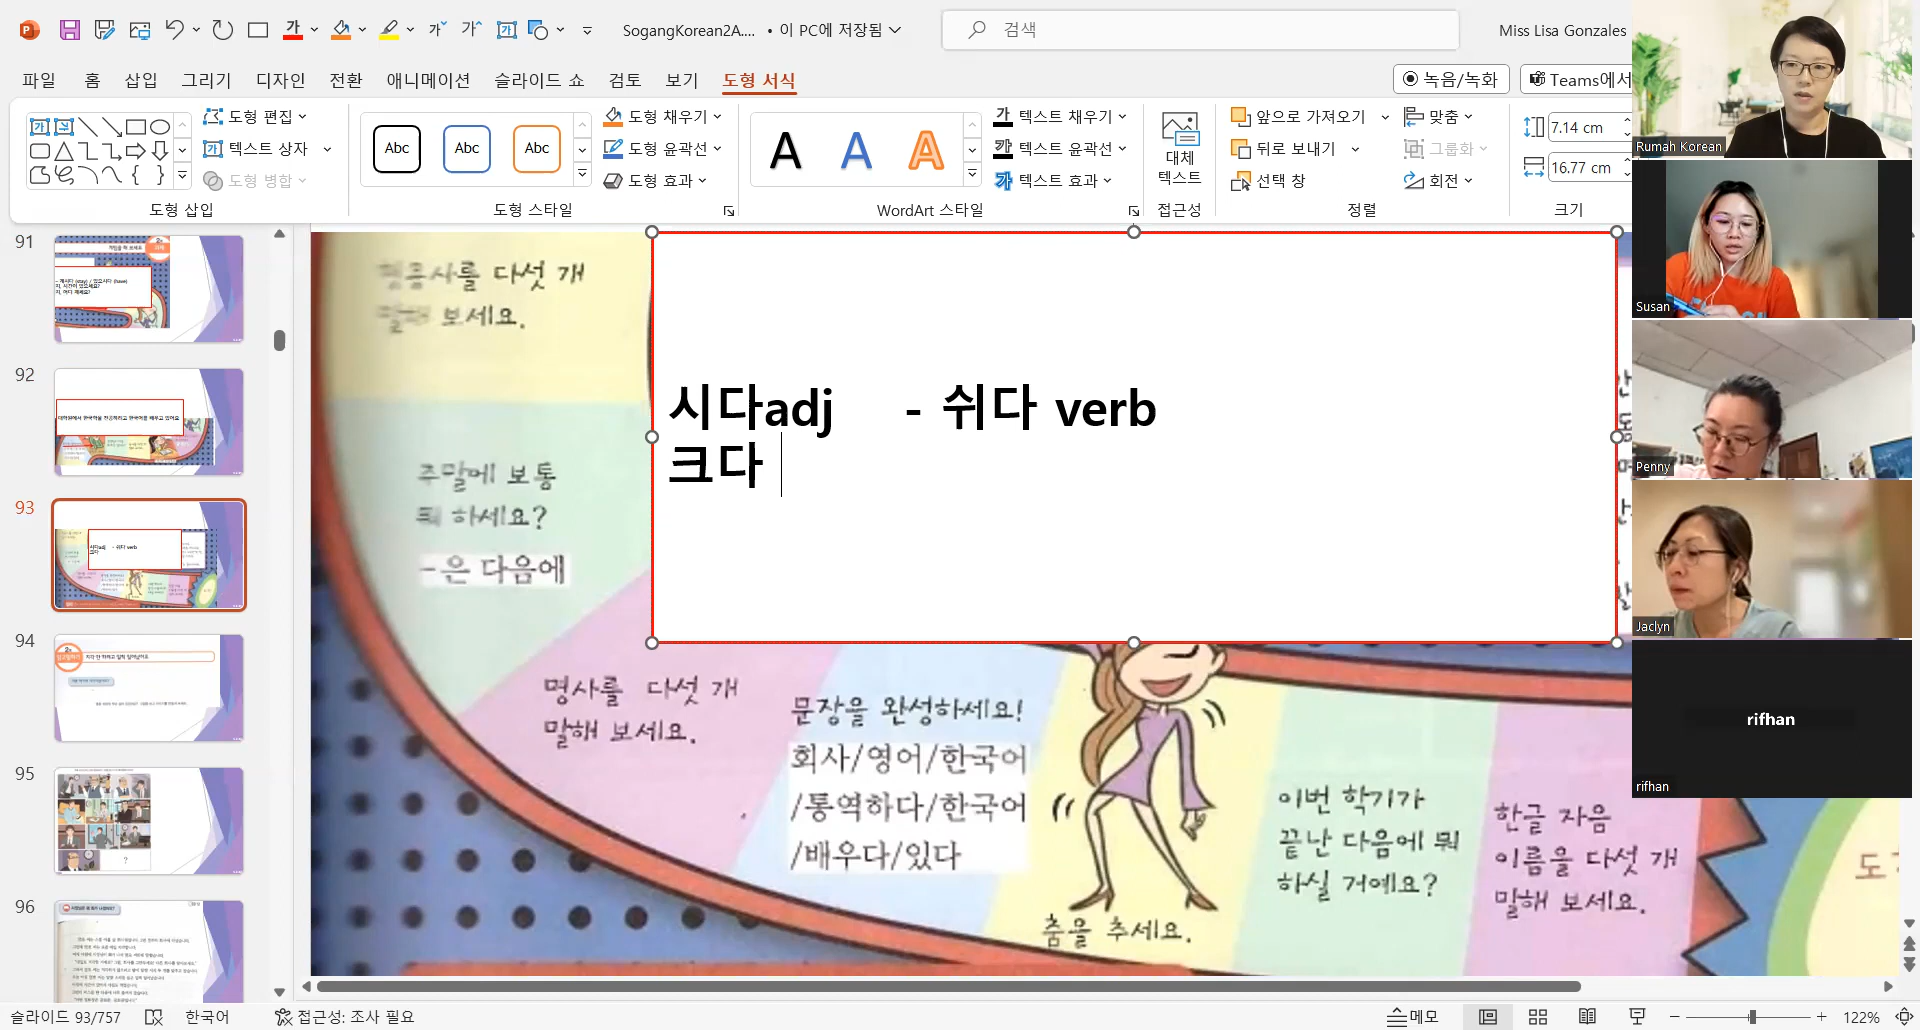 SogangKorean2A.... • 이 PC에 저장됨
검색
Miss Lisa Gonzales
파일 홈 삽입 그리기 디자인 전환 애니메이션 슬라이드 쇼 검토 보기 도형 서식
녹음/녹화
Teams에서
도형 편집
텍스트 상자
도형 병합
도형 삽입
Abc Abc Abc
도형 채우기
도형 윤곽선
도형 효과
도형 스타일
A A A
텍스트 채우기
텍스트 윤곽선
텍스트 효과
WordArt 스타일
대체
텍스트
접근성
앞으로 가져오기
뒤로 보내기
선택 창
맞춤
그룹화
회전
정렬
7.14 cm
16.77 cm
크기
91
92
93
94
95
96
형용사를 다섯 개
말해 보세요.
주말에 보통
뭐 하세요?
-은 다음에
시다adj - 쉬다 verb
크다
명사를 다섯 개
말해 보세요.
문장을 완성하세요!
회사/영어/한국어
/통역하다/한국어
/배우다/있다
춤을 추세요.
이번 학기가
끝난 다음에 뭐
하실 거예요?
한글 자음
이름을 다섯 개
말해 보세요.
Rumah Korean
Susan
Penny
Jaclyn
rifhan
rifhan
슬라이드 93/757
한국어
접근성: 조사 필요
메모
122%